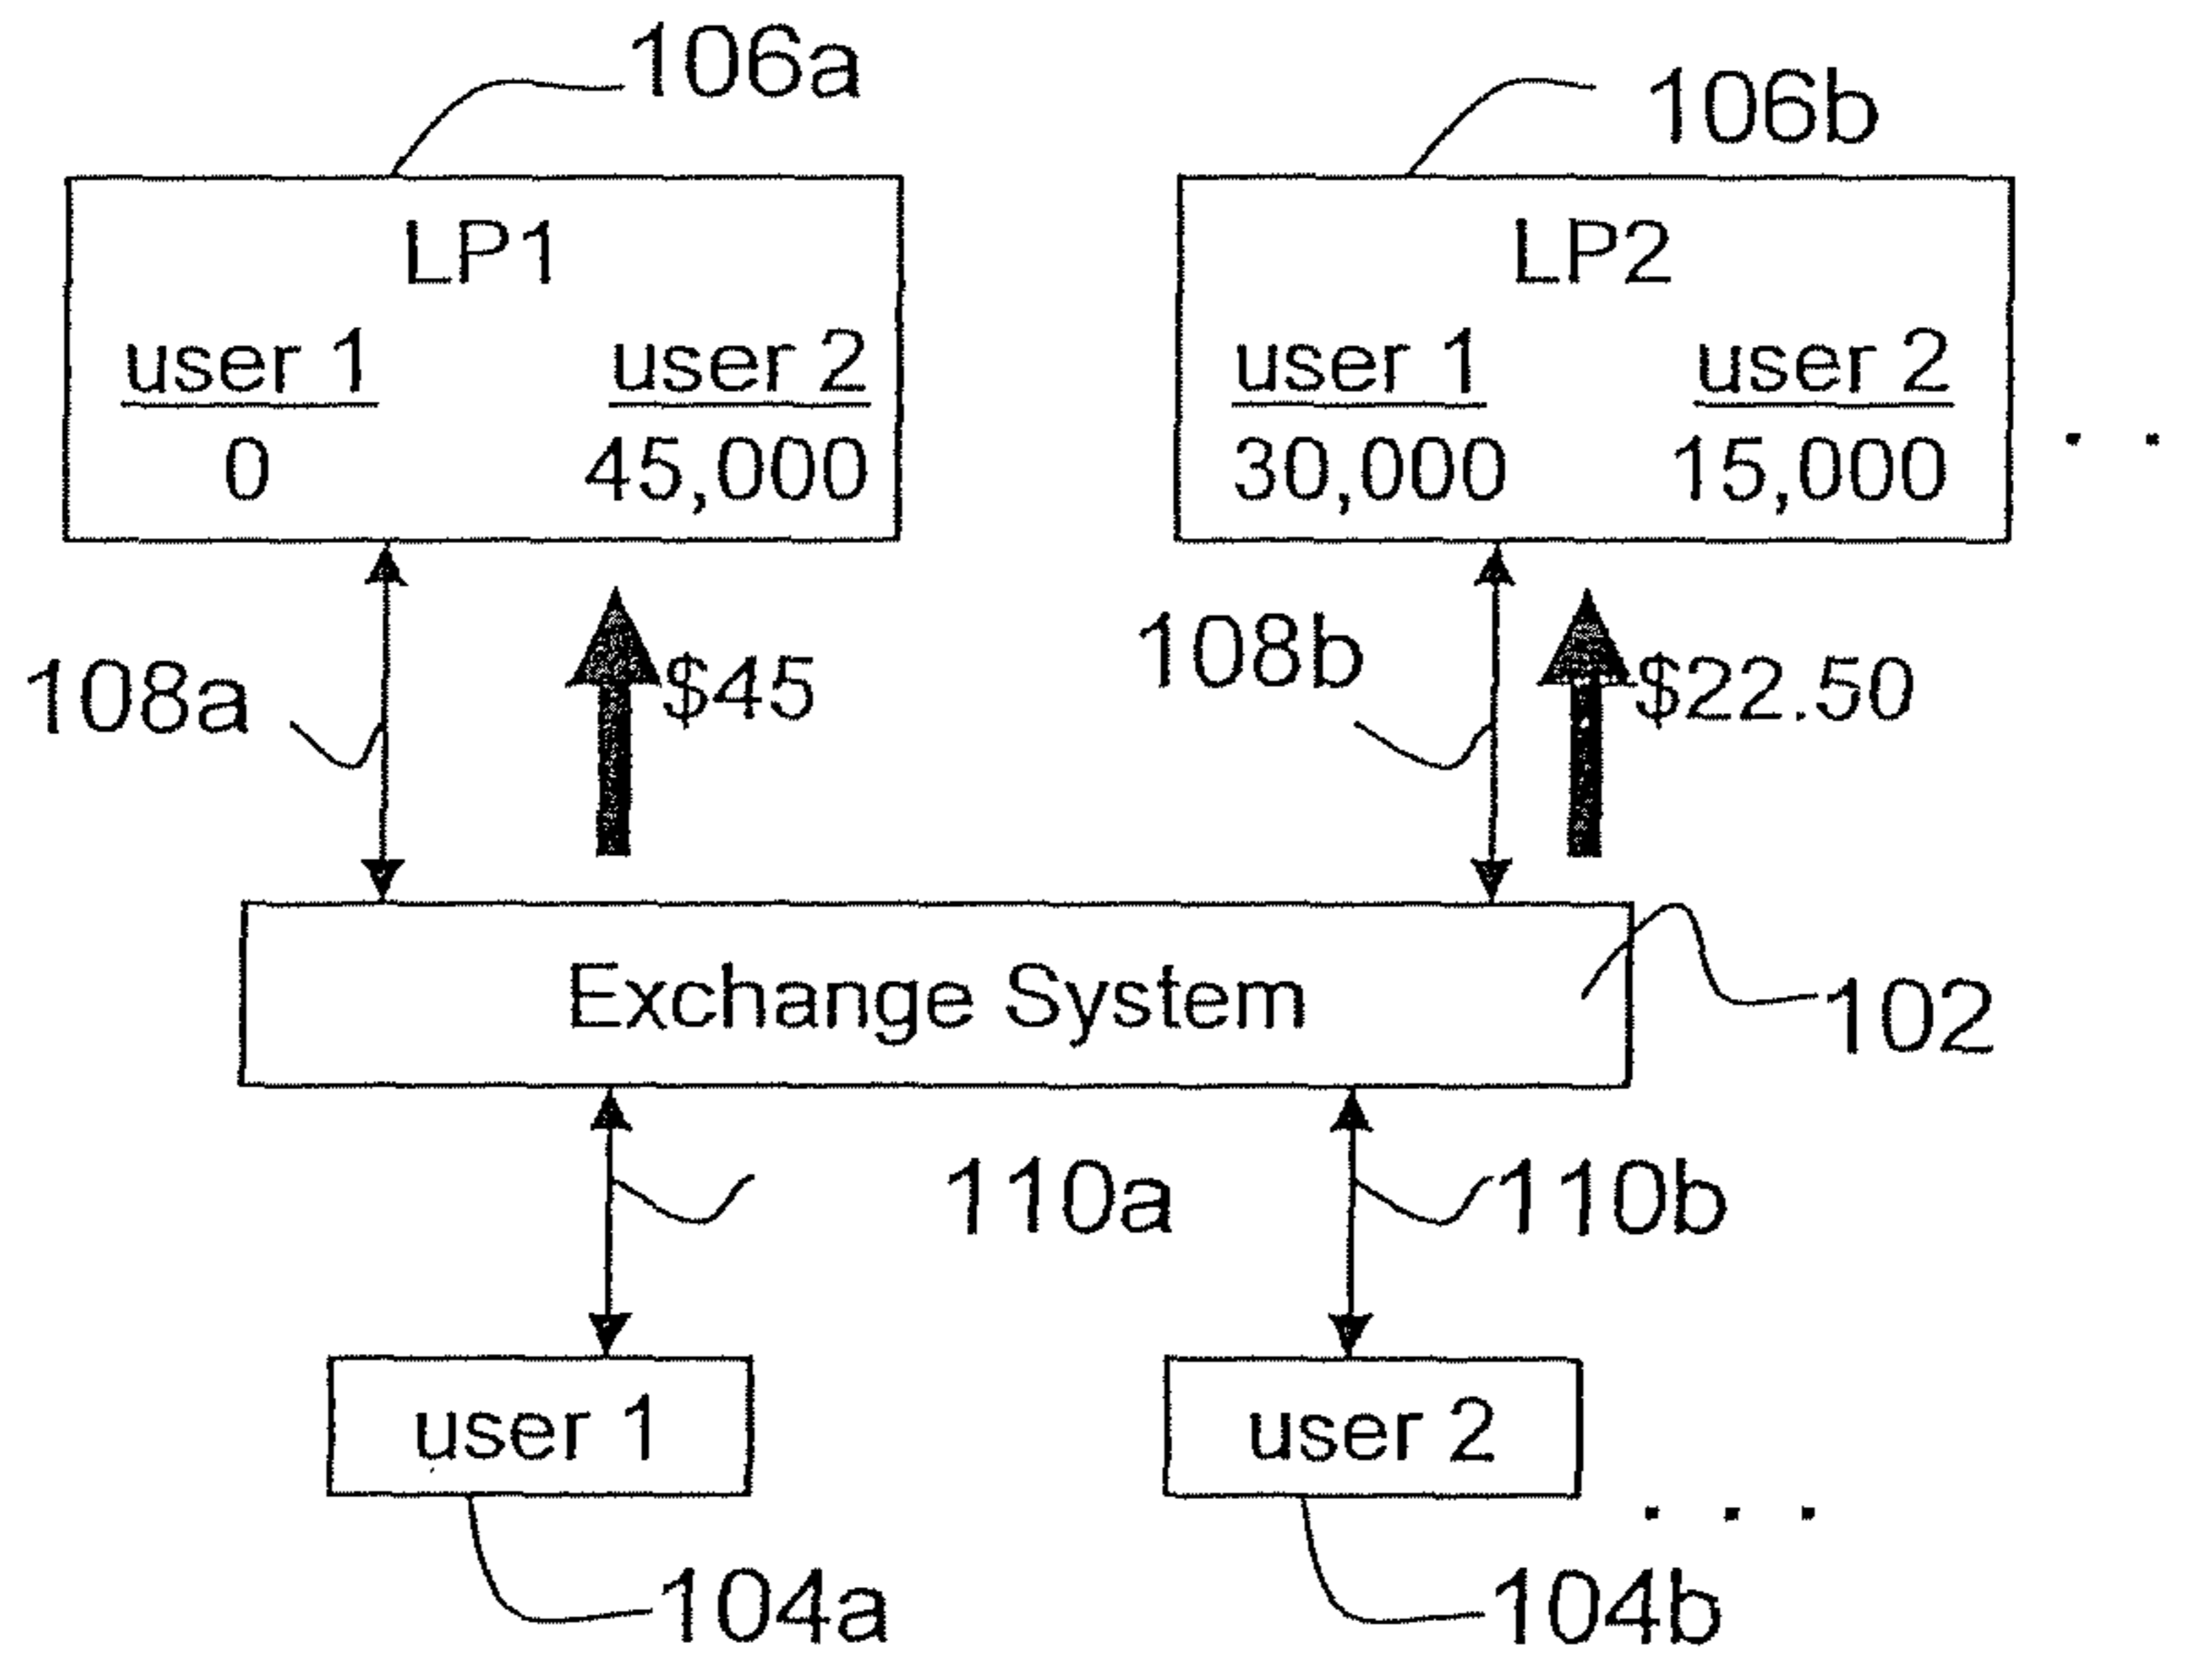 106a
106b
LP1
LP2
user 1 user 2
user 1 user 2
0 45,000
30,000 15,000
. .
108a
$45
108b
$22.50
Exchange System
102
110a
110b
user 1
user 2
. . .
104a
104b